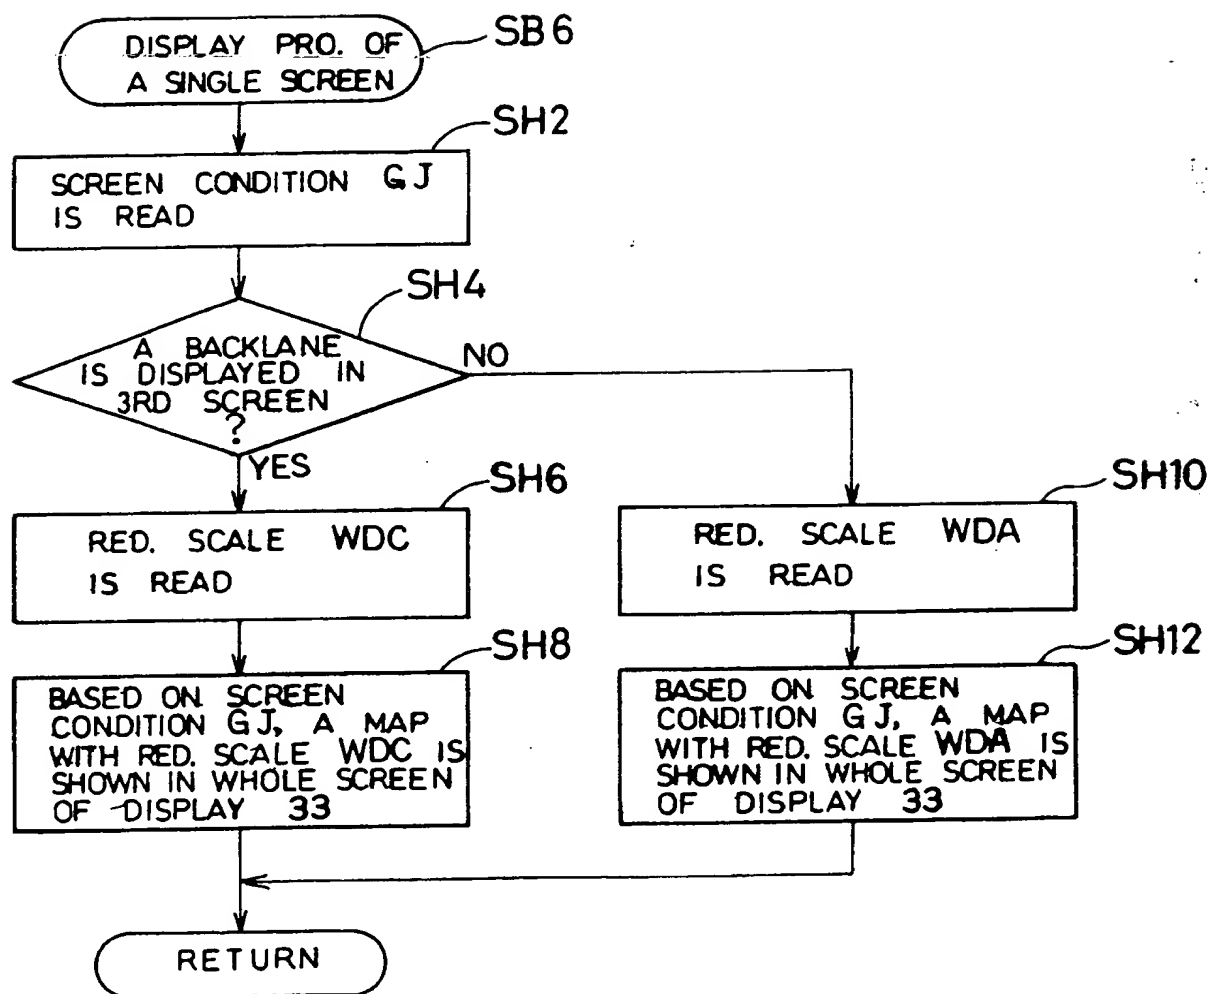 DISPLAY PRO. OF
A SINGLE SCREEN
SB6
SH2
SCREEN CONDITION GJ
IS READ
SH4
A BACKLANE
IS DISPLAYED IN
3RD SCREEN
?
NO
YES
SH6
RED. SCALE WDC
IS READ
SH10
RED. SCALE WDA
IS READ
SH8
BASED ON SCREEN
CONDITION GJ, A MAP
WITH RED. SCALE WDC IS
SHOWN IN WHOLE SCREEN
OF DISPLAY 33
SH12
BASED ON SCREEN
CONDITION GJ, A MAP
WITH RED. SCALE WDA IS
SHOWN IN WHOLE SCREEN
OF DISPLAY 33
RETURN